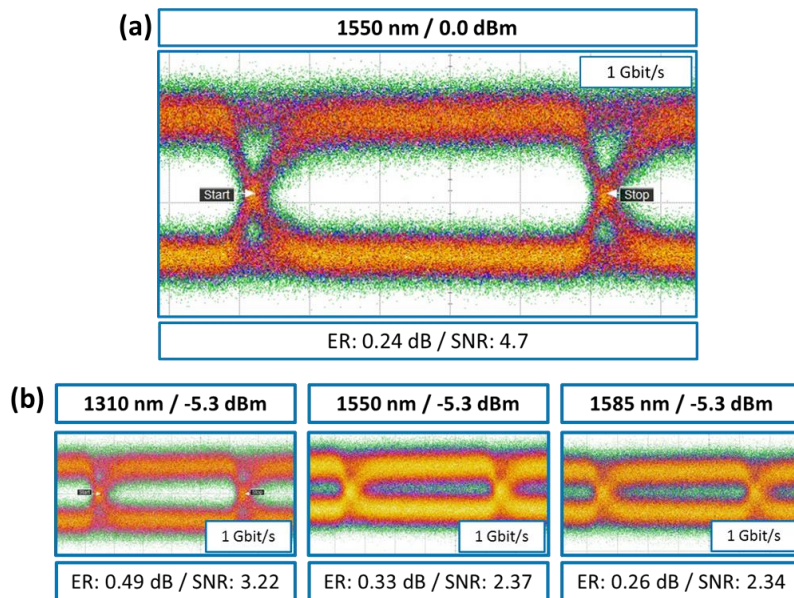 (a)
1550 nm / 0.0 dBm
1 Gbit/s
Start
Stop
ER: 0.24 dB / SNR: 4.7
(b)
1310 nm / -5.3 dBm
1550 nm / -5.3 dBm
1585 nm / -5.3 dBm
Start
Stop
1 Gbit/s
1 Gbit/s
1 Gbit/s
ER: 0.49 dB / SNR: 3.22
ER: 0.33 dB / SNR: 2.37
ER: 0.26 dB / SNR: 2.34